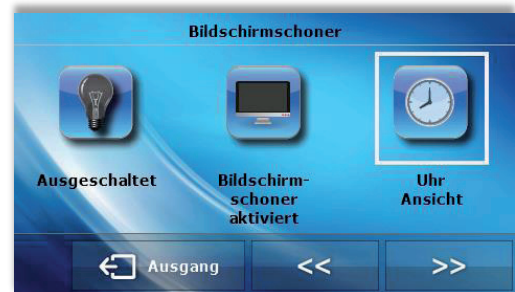 Bildschirmschoner
Ausgeschaltet
Bildschirm-
schoner
aktiviert
Uhr
Ansicht
Ausgang
<<
>>